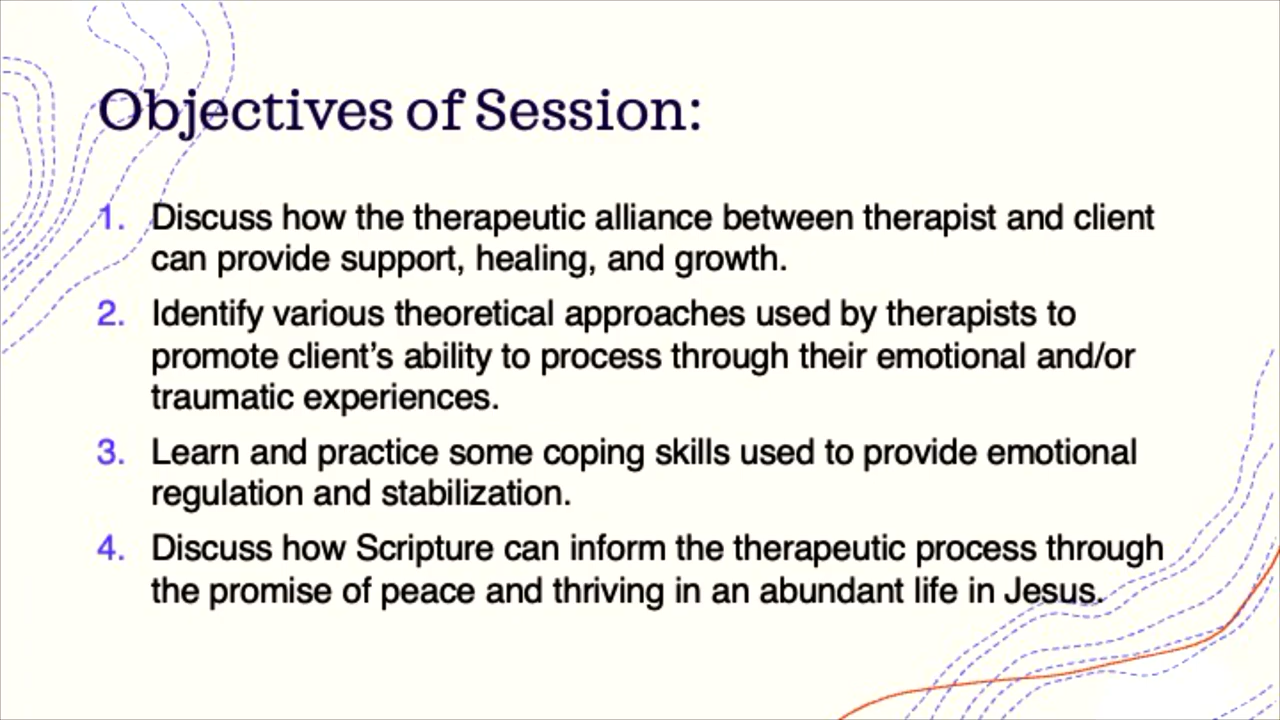 Objectives of Session:
1. Discuss how the therapeutic alliance between therapist and client
can provide support, healing, and growth.
2. Identify various theoretical approaches used by therapists to
promote client’s ability to process through their emotional and/or
traumatic experiences.
3. Learn and practice some coping skills used to provide emotional
regulation and stabilization.
4. Discuss how Scripture can inform the therapeutic process through
the promise of peace and thriving in an abundant life in Jesus.